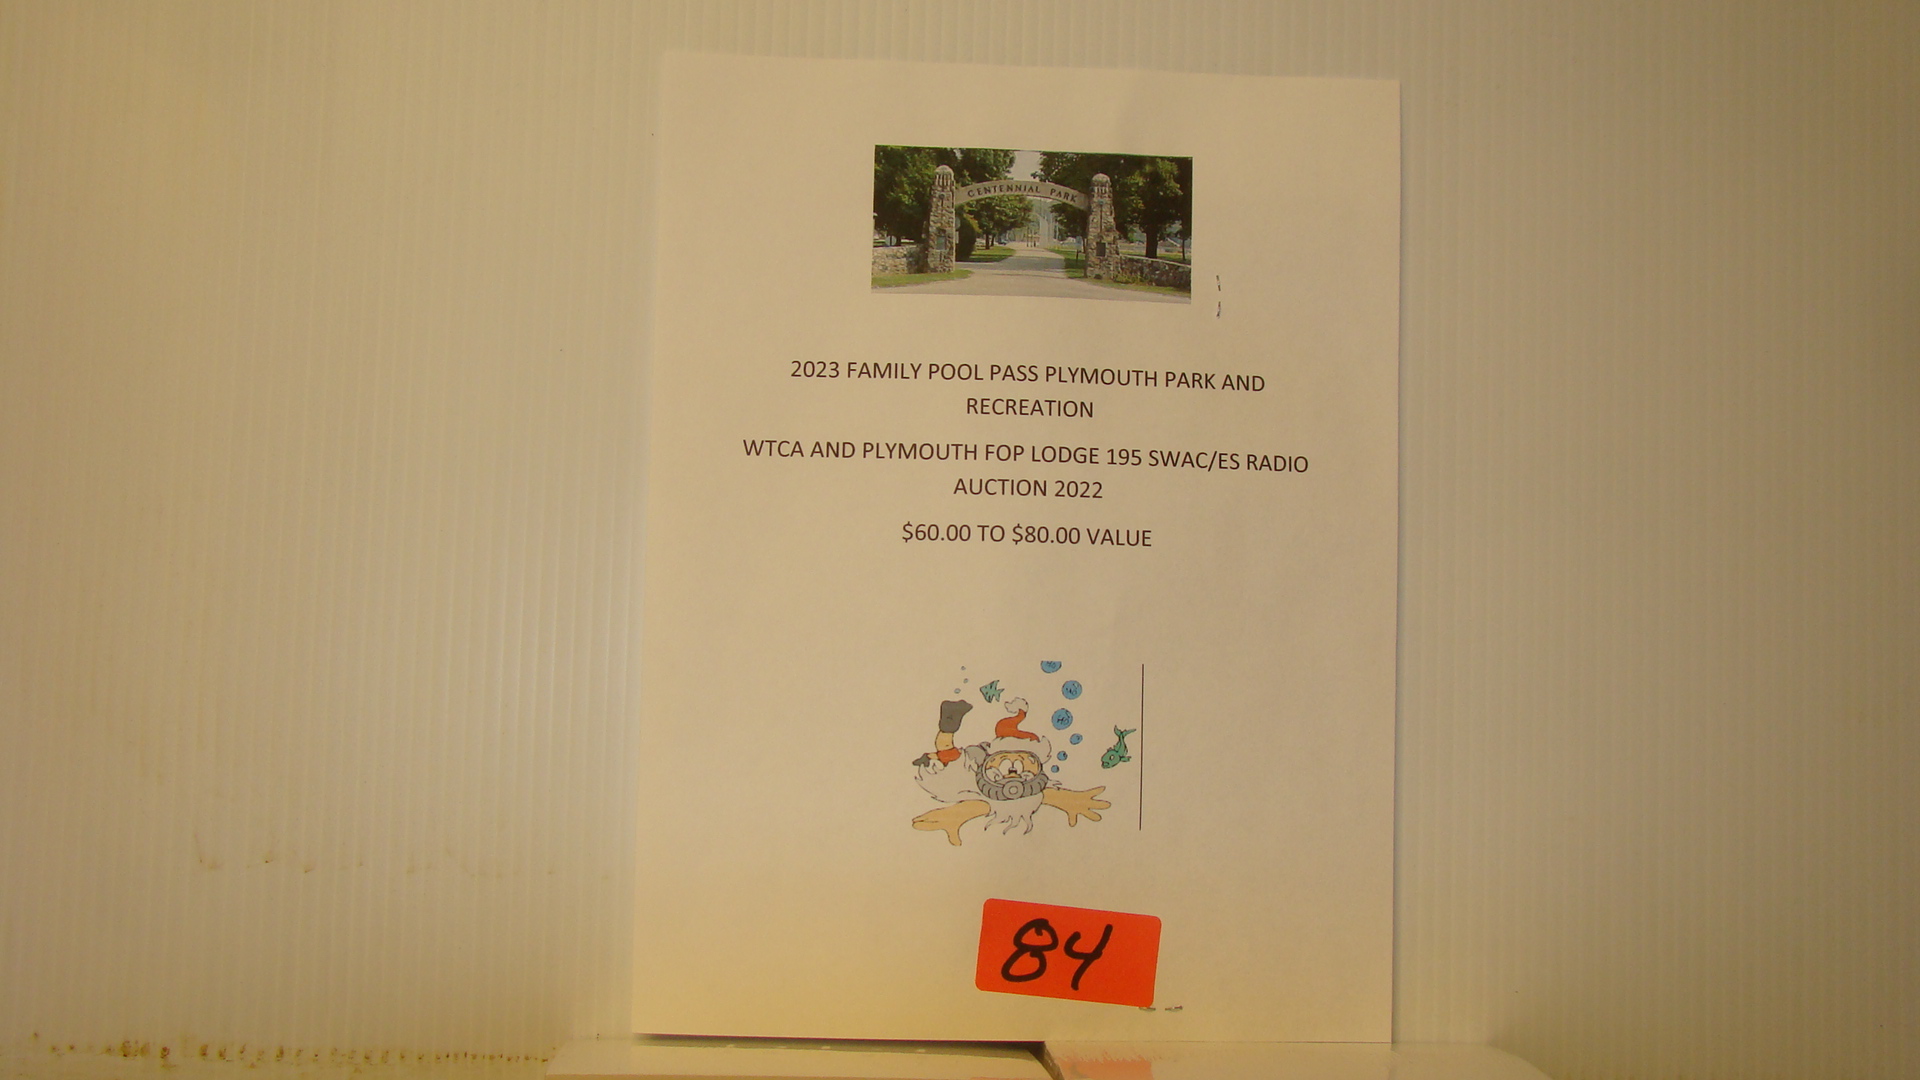 CENTENNIAL PARK
2023 FAMILY POOL PASS PLYMOUTH PARK AND
RECREATION
WTCA AND PLYMOUTH FOP LODGE 195 SWAC/ES RADIO
AUCTION 2022
$60.00 TO $80.00 VALUE
84